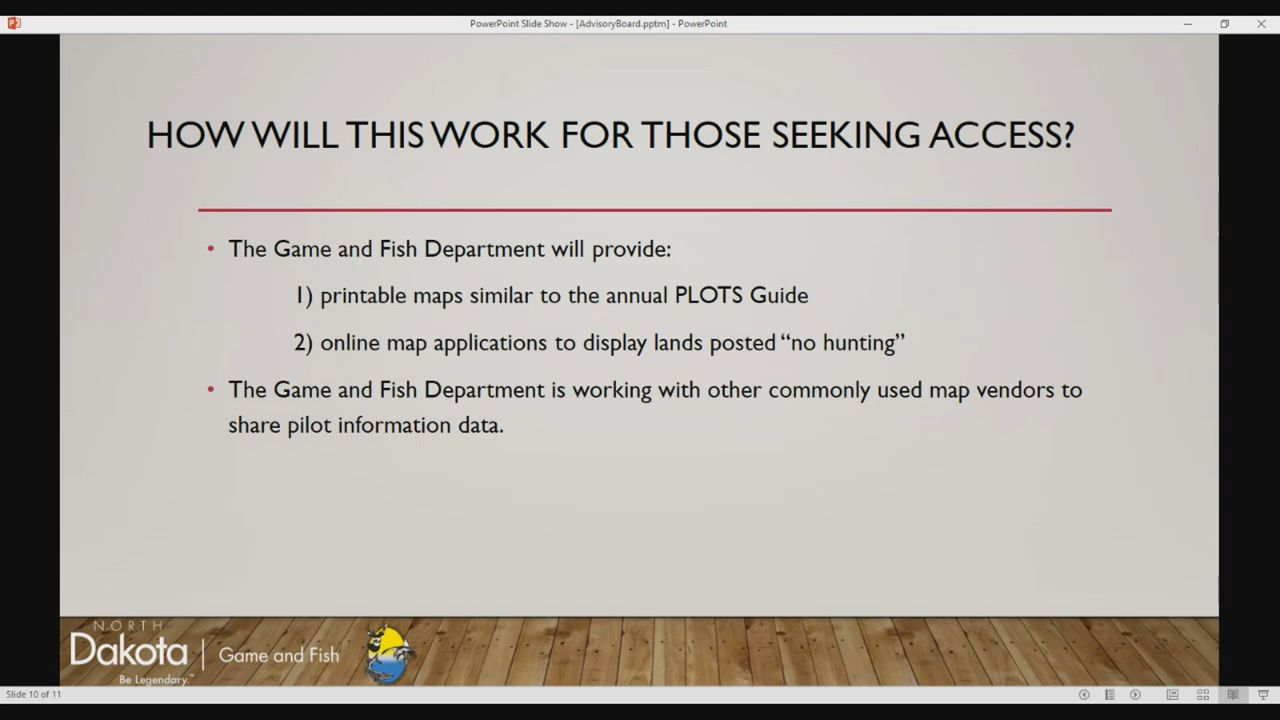 PowerPoint Slide Show - [AdvisoryBoard.pptm] - PowerPoint
HOW WILL THIS WORK FOR THOSE SEEKING ACCESS?
• The Game and Fish Department will provide:
1) printable maps similar to the annual PLOTS Guide
2) online map applications to display lands posted “no hunting”
• The Game and Fish Department is working with other commonly used map vendors to
share pilot information data.
NORTH
Dakota | Game and Fish
Be Legendary.™
Slide 10 of 11